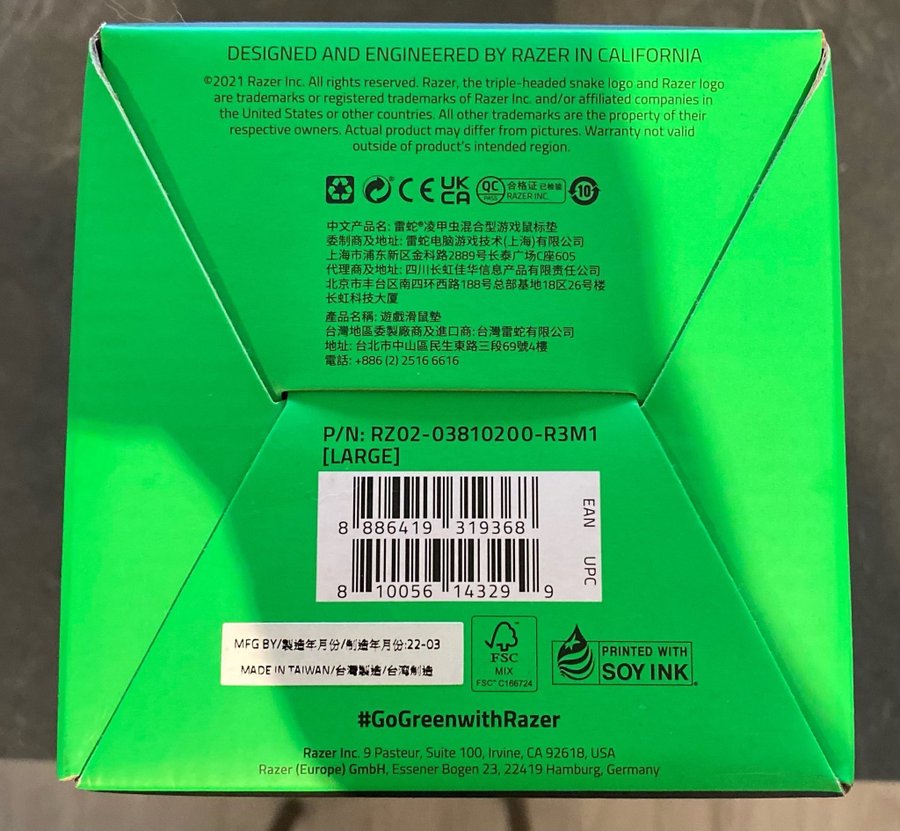 DESIGNED AND ENGINEERED BY RAZER IN CALIFORNIA
©2021 Razer Inc. All rights reserved. Razer, the triple-headed snake logo and Razer logo
are trademarks or registered trademarks of Razer Inc. and/or affiliated companies in
the United States or other countries. All other trademarks are the property of their
respective owners. Actual product may differ from pictures. Warranty not valid
outside of product's intended region.
CE UK CA QC PASS 合格证 已检验 RAZER INC. 10
中文产品名: 雷蛇®凌甲虫混合型游戏鼠标垫
委制商及地址: 雷蛇电脑游戏技术(上海)有限公司
上海市浦东新区金科路2889号长泰广场C座605
代理商及地址: 四川长虹佳华信息产品有限责任公司
北京市丰台区南四环西路188号总部基地18区26号楼
长虹科技大厦
產品名稱: 遊戲滑鼠墊
台灣地區委製廠商及進口商: 台灣雷蛇有限公司
地址: 台北市中山區民生東路三段69號4樓
電話: +886 (2) 2516 6616
P/N: RZ02-03810200-R3M1
[LARGE]
8 886419 319368 EAN
8 10056 14329 9 UPC
MFG BY/製造年月份/制造年月份:22-03
MADE IN TAIWAN/台灣製造/台湾制造
FSC
MIX
FSC® C166724
PRINTED WITH
SOY INK
#GoGreenwithRazer
Razer Inc. 9 Pasteur, Suite 100, Irvine, CA 92618, USA
Razer (Europe) GmbH, Essener Bogen 23, 22419 Hamburg, Germany